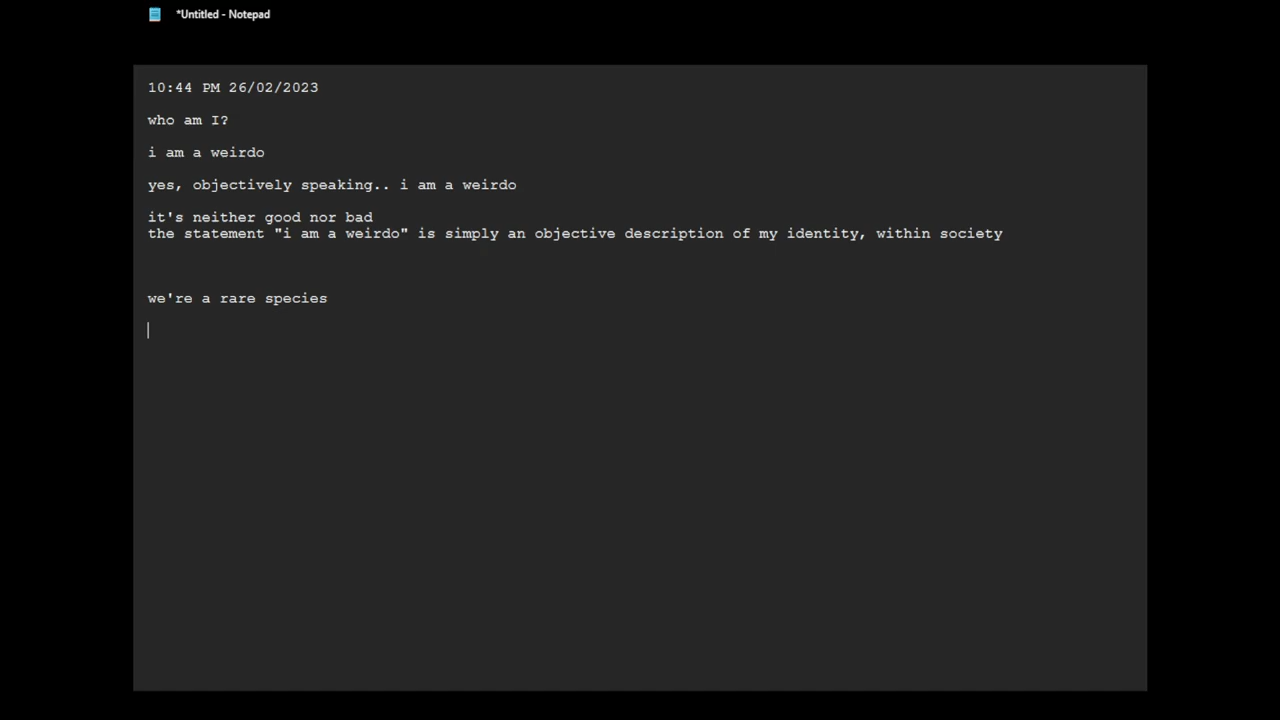 *Untitled - Notepad
10:44 PM 26/02/2023
who am I?
i am a weirdo
yes, objectively speaking.. i am a weirdo
it's neither good nor bad
the statement "i am a weirdo" is simply an objective description of my identity, within society
we're a rare species